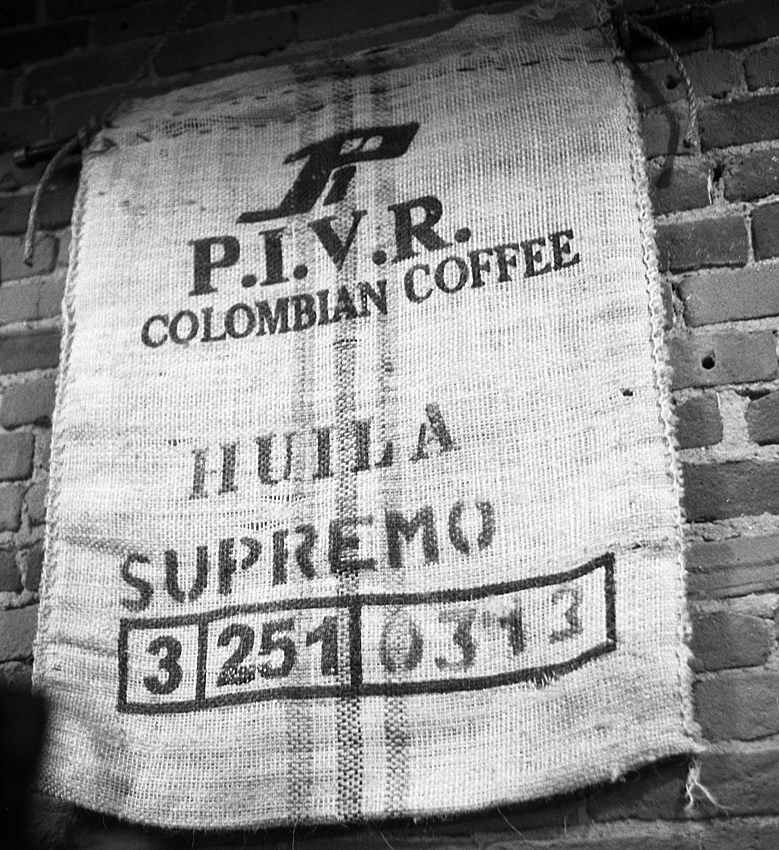 P.I.V.R.
COLOMBIAN COFFEE
HUILA
SUPREMO
3 251 0313